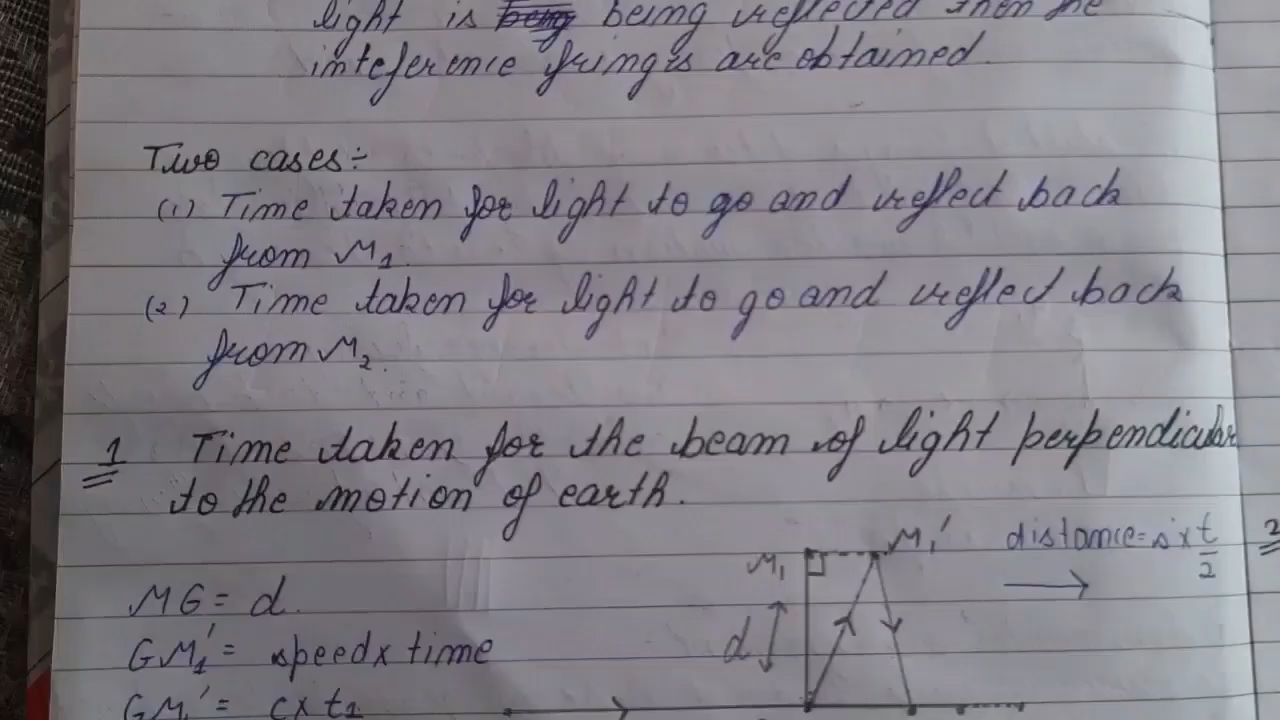 light is being being reflected then the
inteference fringes are obtained.
Two cases:-
(1) Time taken for light to go and reflect back
from M1.
(2) Time taken for light to go and reflect back
from M2.
1 Time taken for the beam of light perpendicular
to the motion of earth.
M1 M1' distance = s × t/2
2
MG = d.
d
GM1' = speed x time
GM1' = c x t1